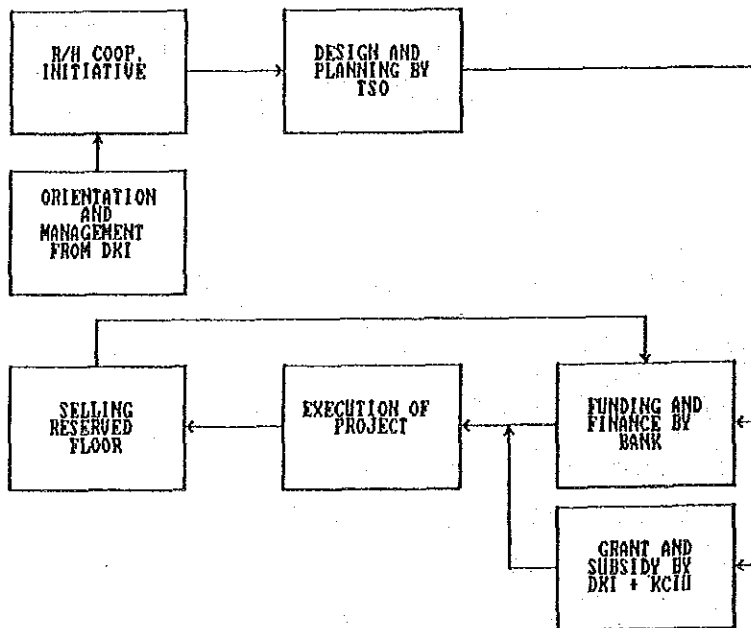 R/H COOP.
INITIATIVE
DESIGN AND
PLANNING BY
TSO
ORIENTATION
AND
MANAGEMENT
FROM DKI
SELLING
RESERVED
FLOOR
EXECUTION OF
PROJECT
FUNDING AND
FINANCE BY
BANK
GRANT AND
SUBSIDY BY
DKI + KCIU